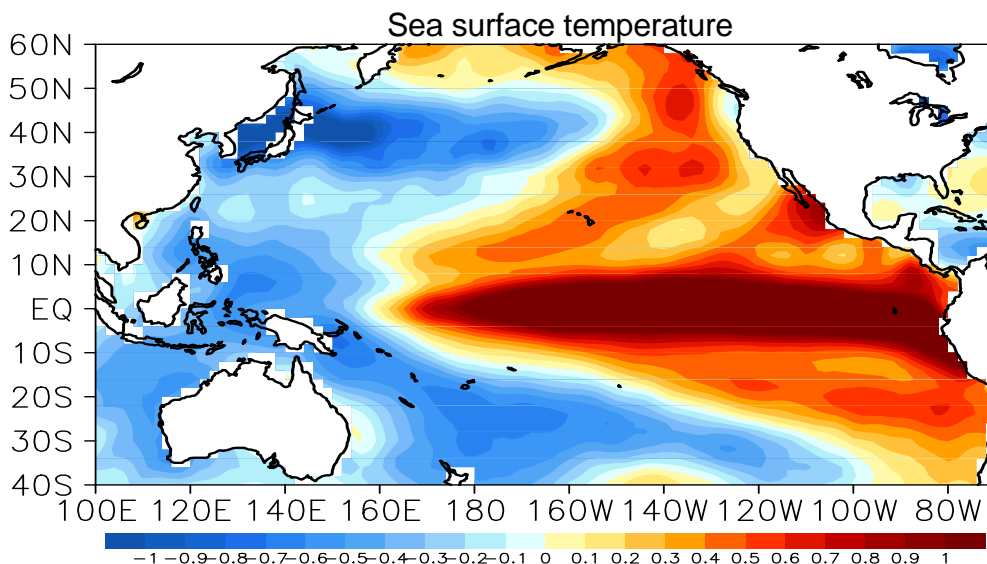 Sea surface temperature
60N
50N
40N
30N
20N
10N
EQ
10S
20S
30S
40S
100E 120E 140E 160E 180 160W 140W 120W 100W 80W
-1 -0.9 -0.8 -0.7 -0.6 -0.5 -0.4 -0.3 -0.2 -0.1 0 0.1 0.2 0.3 0.4 0.5 0.6 0.7 0.8 0.9 1